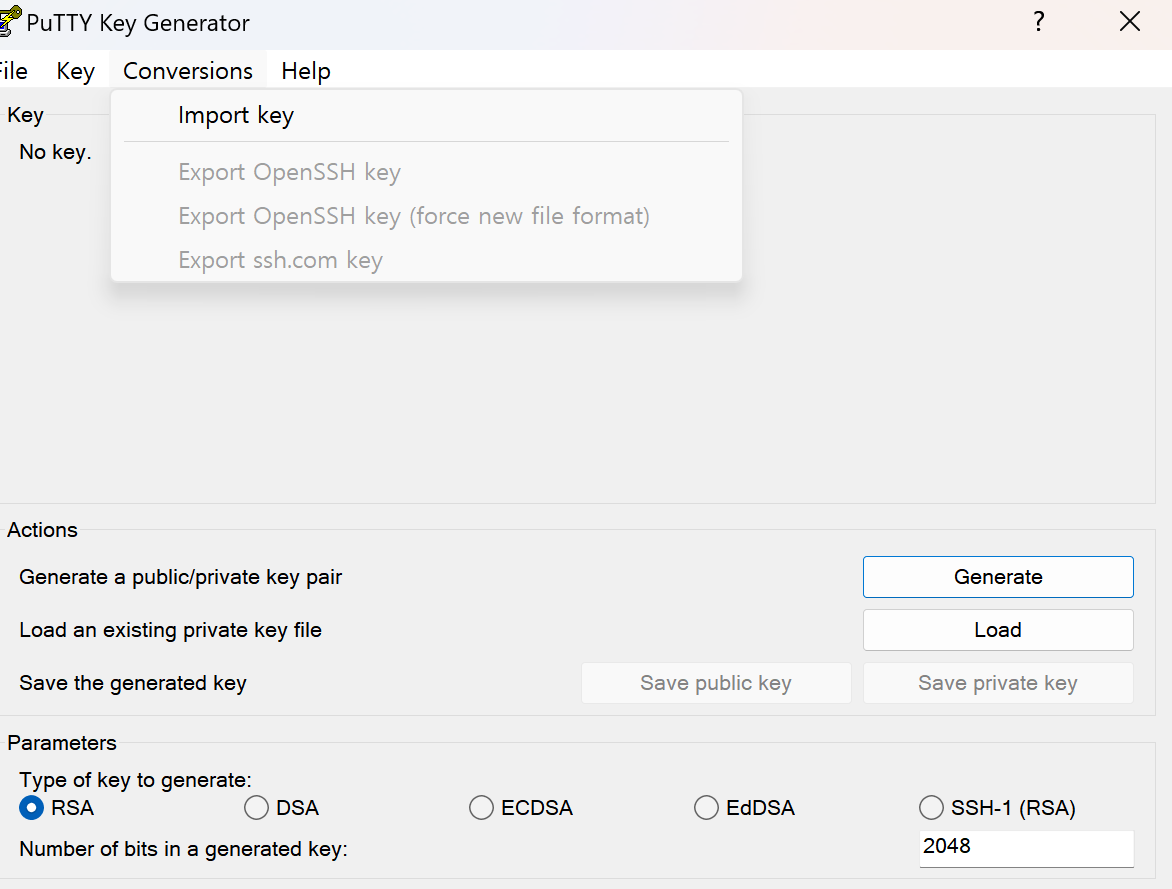 PuTTY Key Generator ?
File Key Conversions Help
Key
Import key
No key.
Export OpenSSH key
Export OpenSSH key (force new file format)
Export ssh.com key
Actions
Generate a public/private key pair Generate
Load an existing private key file Load
Save the generated key Save public key Save private key
Parameters
Type of key to generate:
RSA DSA ECDSA EdDSA SSH-1 (RSA)
Number of bits in a generated key: 2048